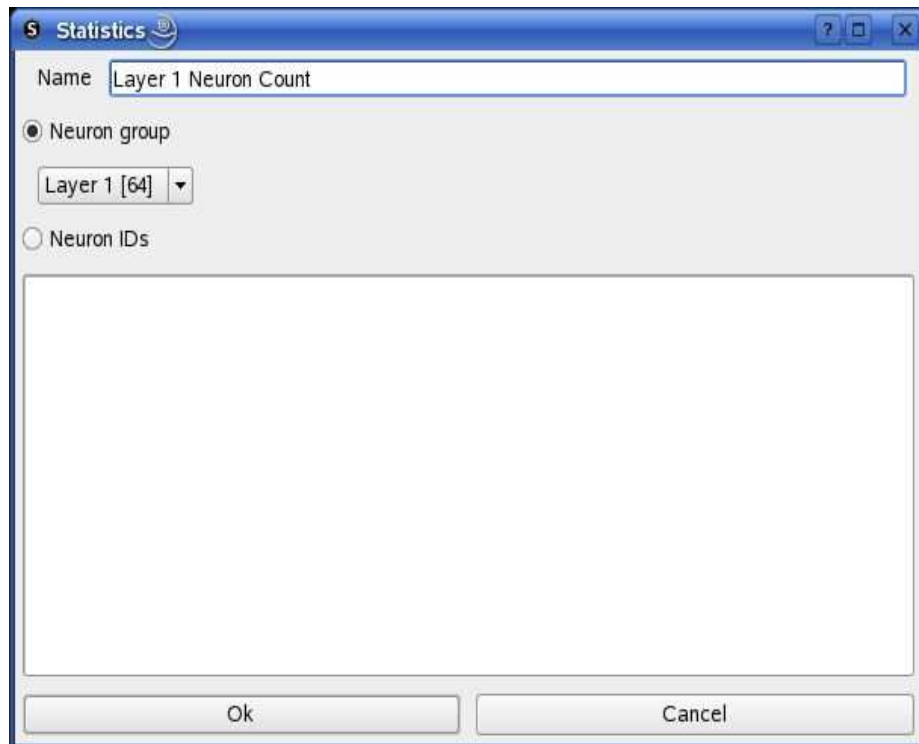 S Statistics
?
Name Layer 1 Neuron Count
Neuron group
Layer 1 [64]
Neuron IDs
Ok Cancel